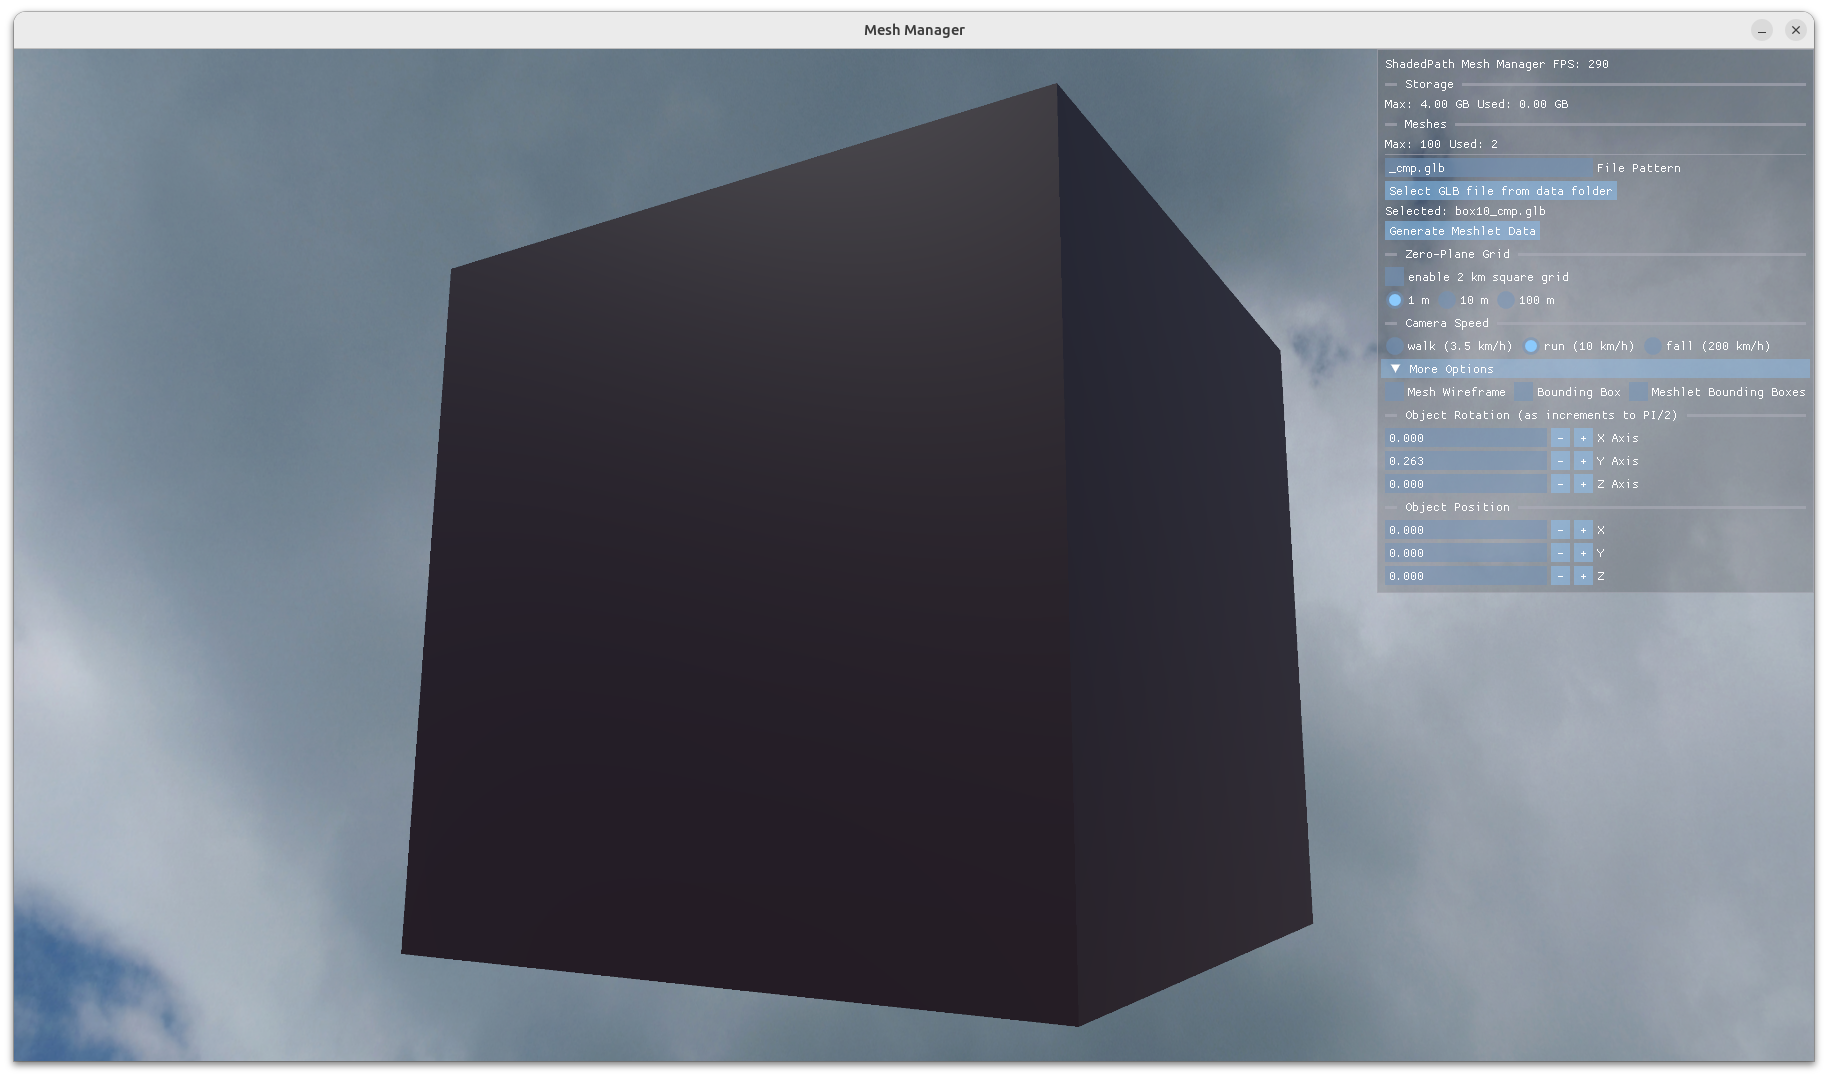 Mesh Manager
ShadedPath Mesh Manager FPS: 290
Storage
Max: 4.00 GB Used: 0.00 GB
Meshes
Max: 100 Used: 2
_cmp.glb File Pattern
Select GLB file from data folder
Selected: box10_cmp.glb
Generate Meshlet Data
Zero-Plane Grid
enable 2 km square grid
1 m 10 m 100 m
Camera Speed
walk (3.5 km/h) run (10 km/h) fall (200 km/h)
More Options
Mesh Wireframe Bounding Box Meshlet Bounding Boxes
Object Rotation (as increments to PI/2)
0.000 - + X Axis
0.263 - + Y Axis
0.000 - + Z Axis
Object Position
0.000 - + X
0.000 - + Y
0.000 - + Z